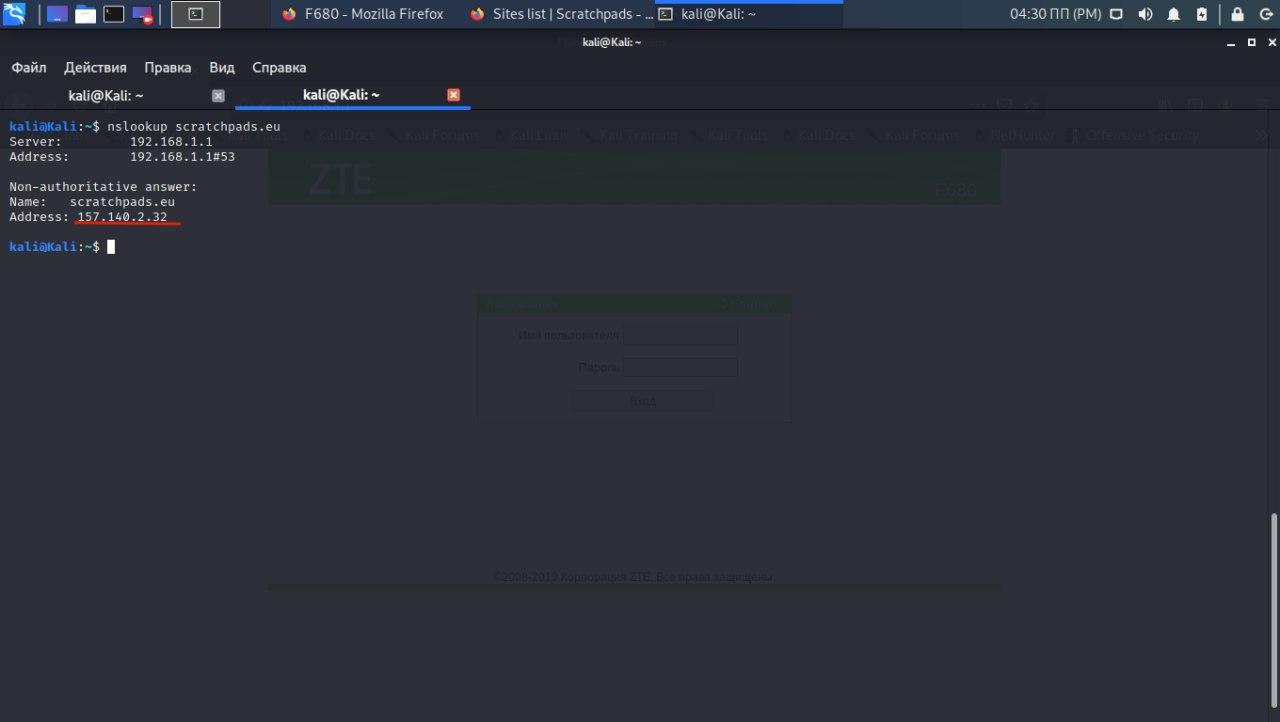 F680 - Mozilla Firefox
Sites list | Scratchpads - ...
kali@Kali: ~
04:30 ПП (PM)
kali@Kali: ~
Файл Действия Правка Вид Справка
kali@Kali: ~
kali@Kali: ~
kali@Kali:~$ nslookup scratchpads.eu
Server: 192.168.1.1
Address: 192.168.1.1#53
Non-authoritative answer:
Name: scratchpads.eu
Address: 157.140.2.32
kali@Kali:~$
Kali Docs Kali Forums Kali Linux Kali Training Kali Tools Kali Docs Kali Forums NetHunter Offensive Security
ZTE
F680
Имя пользователя
Пароль
Вход
©2008-2019 Корпорация ZTE. Все права защищены.